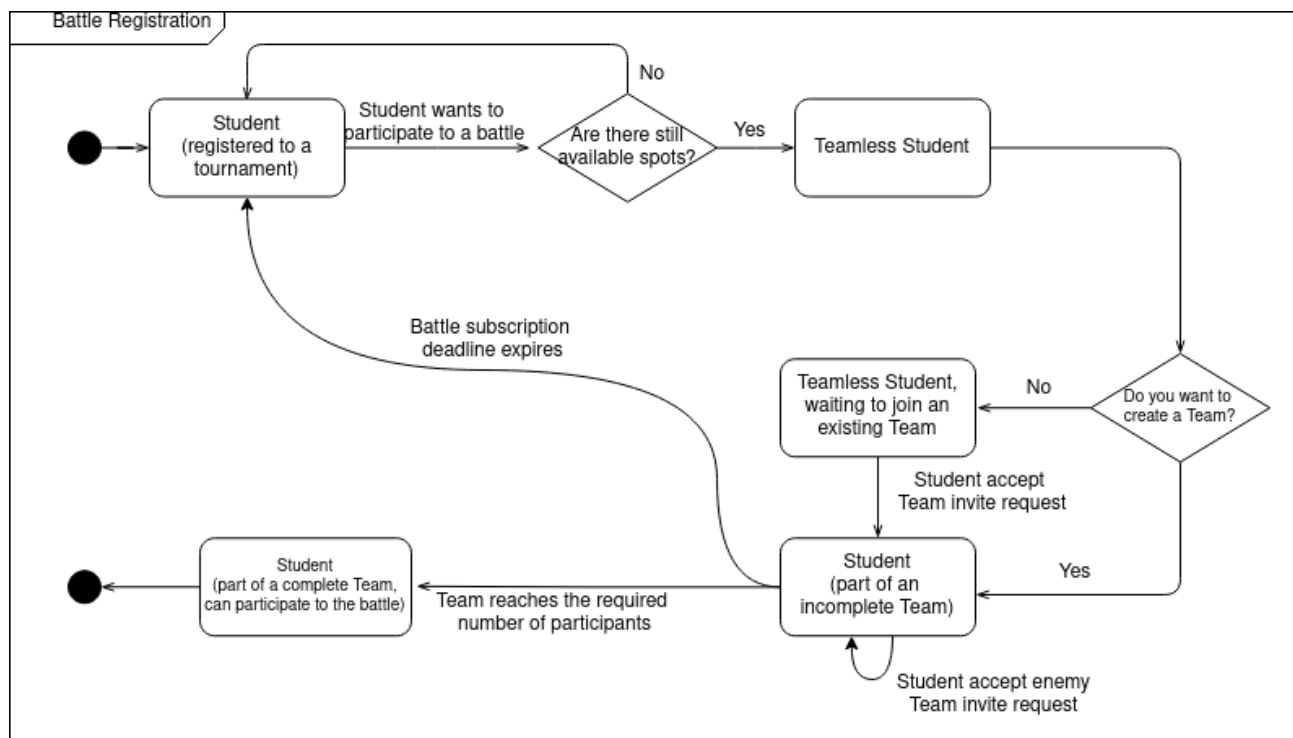 Battle Registration
No
Student
(registered to a
tournament)
Student wants to
participate to a battle
Are there still
available spots?
Yes
Teamless Student
Battle subscription
deadline expires
Teamless Student,
waiting to join an
existing Team
No
Do you want to
create a Team?
Student accept
Team invite request
Student
(part of a complete Team,
can participate to the battle)
Team reaches the required
number of participants
Student
(part of an
incomplete Team)
Yes
Student accept enemy
Team invite request